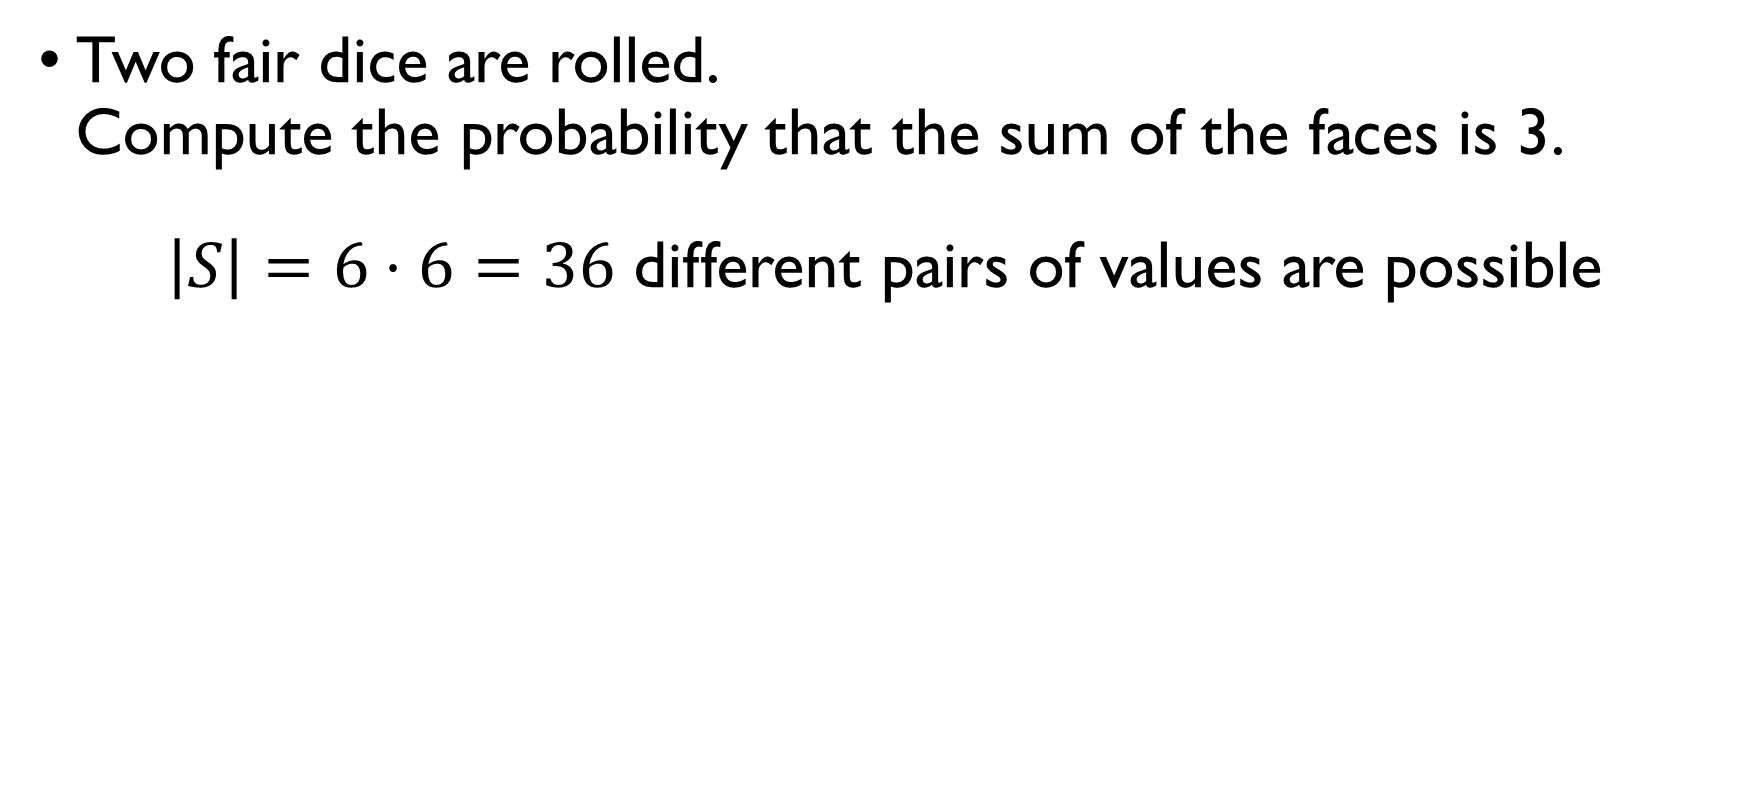 • Two fair dice are rolled.
Compute the probability that the sum of the faces is 3.
|S| = 6 · 6 = 36 different pairs of values are possible